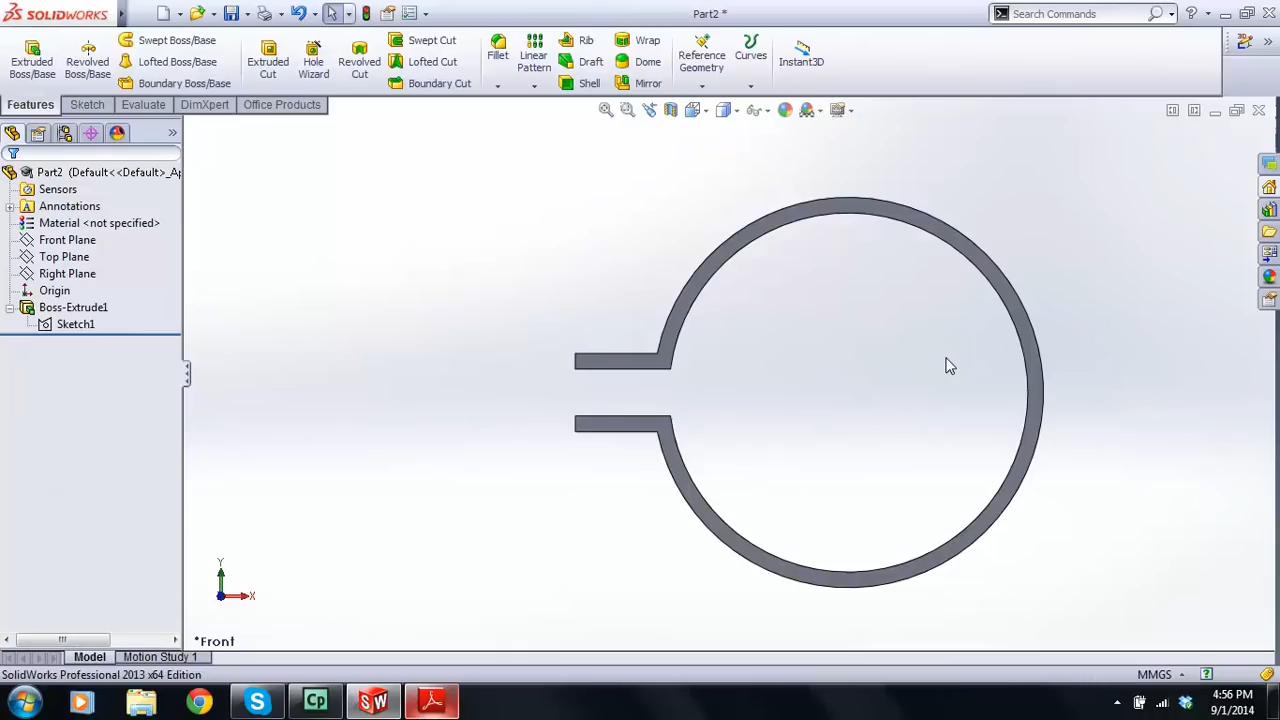 SOLIDWORKS
Part2 *
Search Commands
Extruded Boss/Base
Revolved Boss/Base
Swept Boss/Base
Lofted Boss/Base
Boundary Boss/Base
Extruded Cut
Hole Wizard
Revolved Cut
Swept Cut
Lofted Cut
Boundary Cut
Fillet
Linear Pattern
Rib
Draft
Shell
Wrap
Dome
Mirror
Reference Geometry
Curves
Instant3D
Features
Sketch
Evaluate
DimXpert
Office Products
Part2 (Default<<Default>_Ap
Sensors
Annotations
Material <not specified>
Front Plane
Top Plane
Right Plane
Origin
Boss-Extrude1
Sketch1
Y
X
*Front
Model
Motion Study 1
SolidWorks Professional 2013 x64 Edition
MMGS
4:56 PM
9/1/2014